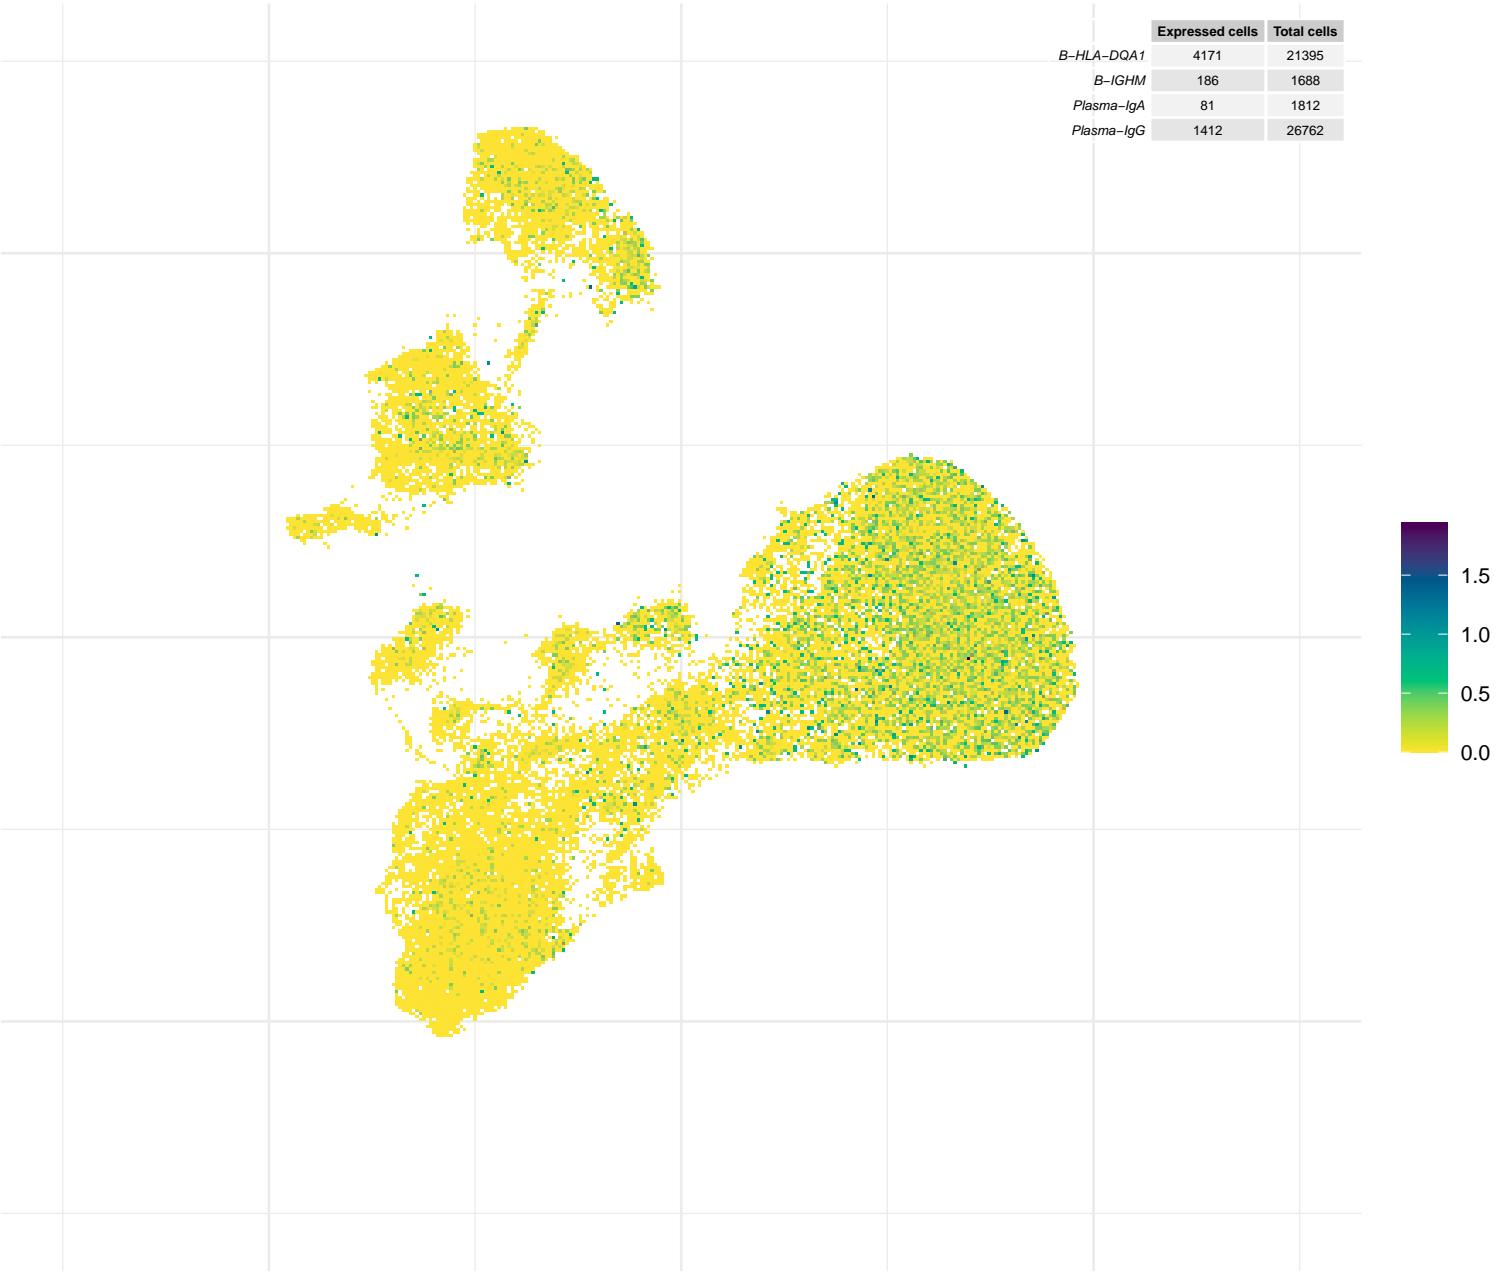 Expressed cells Total cells
B−HLA−DQA1 4171 21395
B−IGHM 186 1688
Plasma−IgA 81 1812
Plasma−IgG 1412 26762
1.5
1.0
0.5
0.0